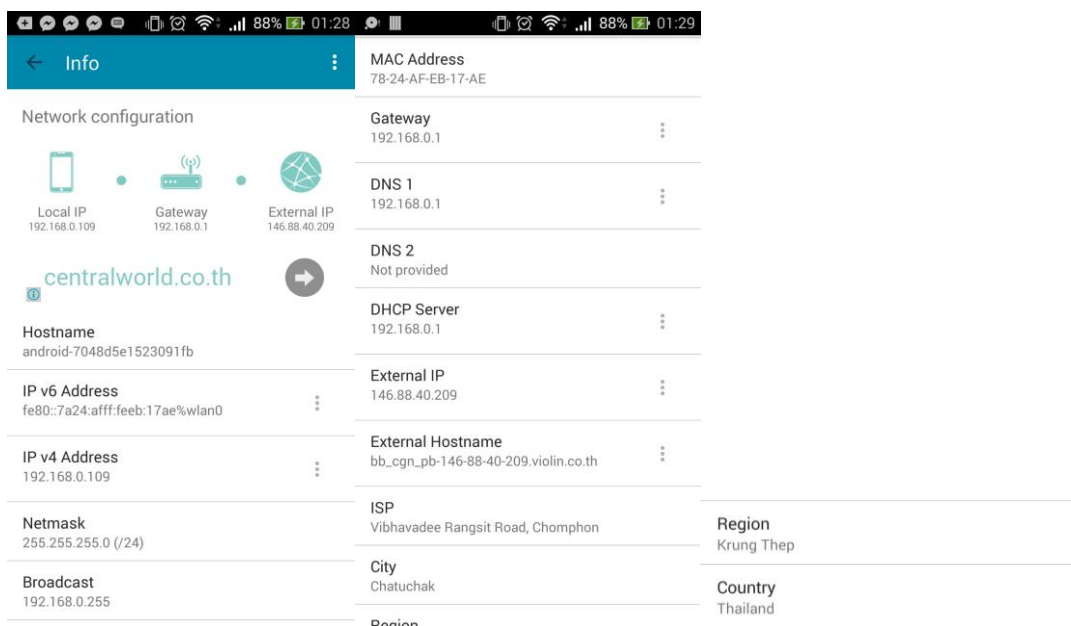 88% 01:28
Info
Network configuration
Local IP
192.168.0.109
Gateway
192.168.0.1
External IP
146.88.40.209
centralworld.co.th
Hostname
android-7048d5e1523091fb
IP v6 Address
fe80::7a24:afff:feeb:17ae%wlan0
IP v4 Address
192.168.0.109
Netmask
255.255.255.0 (/24)
Broadcast
192.168.0.255
88% 01:29
MAC Address
78-24-AF-EB-17-AE
Gateway
192.168.0.1
DNS 1
192.168.0.1
DNS 2
Not provided
DHCP Server
192.168.0.1
External IP
146.88.40.209
External Hostname
bb_cgn_pb-146-88-40-209.violin.co.th
ISP
Vibhavadee Rangsit Road, Chomphon
City
Chatuchak
Region
Region
Krung Thep
Country
Thailand